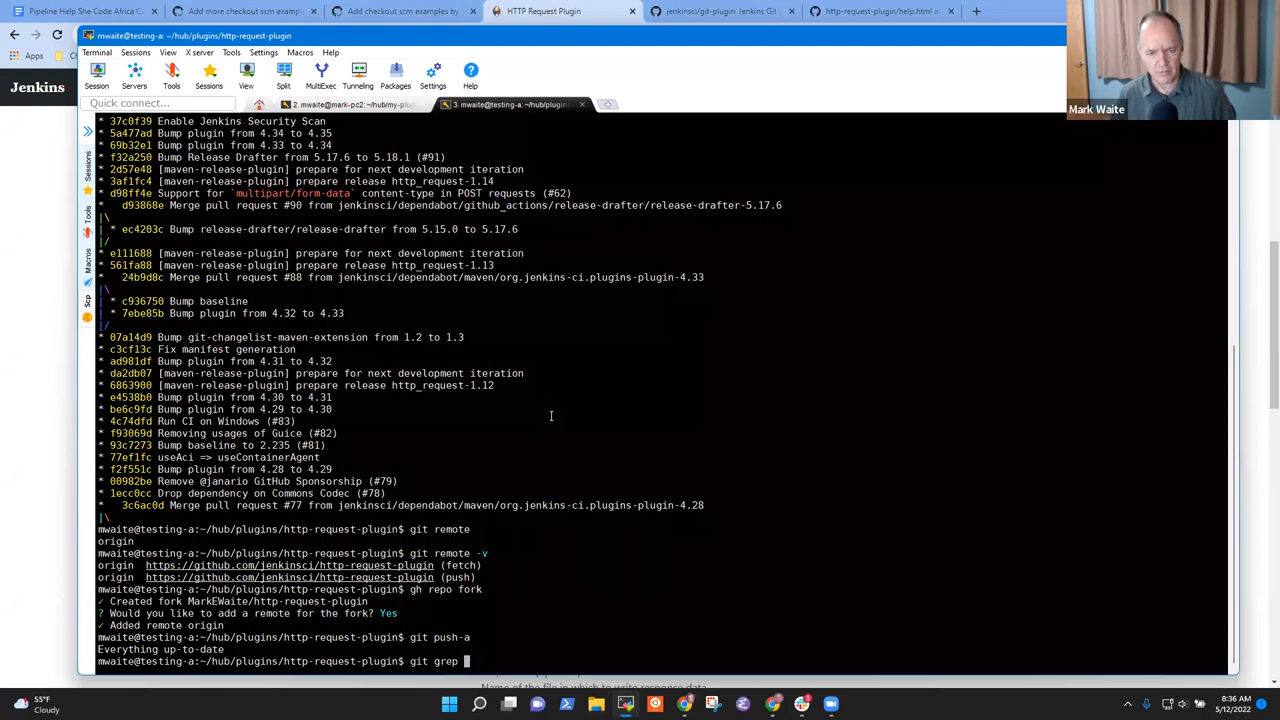 Pipeline Help She Code Africa C
Add more checkout scm examples
Add checkout scm examples by
HTTP Request Plugin
jenkinsci/git-plugin: Jenkins Git
http-request-plugin/help.html a
Apps
mwaite@testing-a: ~/hub/plugins/http-request-plugin
Terminal Sessions View X server Tools Settings Macros Help
Session Servers Tools Sessions View Split MultiExec Tunneling Packages Settings Help
Jenkins
Mark Waite
Quick connect...
2. mwaite@mark-pc2: ~/hub/my-plug
3. mwaite@testing-a: ~/hub/plugins
Sessions
Tools
Macros
Scp
* 37c0f39 Enable Jenkins Security Scan
* 5a477ad Bump plugin from 4.34 to 4.35
* 69b32e1 Bump plugin from 4.33 to 4.34
* f32a250 Bump Release Drafter from 5.17.6 to 5.18.1 (#91)
* 2d57e48 [maven-release-plugin] prepare for next development iteration
* 3af1fc4 [maven-release-plugin] prepare release http_request-1.14
* d98ff4e Support for `multipart/form-data` content-type in POST requests (#62)
*   d93868e Merge pull request #90 from jenkinsci/dependabot/github_actions/release-drafter/release-drafter-5.17.6
|\
| * ec4203c Bump release-drafter/release-drafter from 5.15.0 to 5.17.6
|/
* e111688 [maven-release-plugin] prepare for next development iteration
* 561fa88 [maven-release-plugin] prepare release http_request-1.13
*   24b9d8c Merge pull request #88 from jenkinsci/dependabot/maven/org.jenkins-ci.plugins-plugin-4.33
|\
| * c936750 Bump baseline
| * 7ebe85b Bump plugin from 4.32 to 4.33
|/
* 07a14d9 Bump git-changelist-maven-extension from 1.2 to 1.3
* c3cf13c Fix manifest generation
* ad981df Bump plugin from 4.31 to 4.32
* da2db07 [maven-release-plugin] prepare for next development iteration
* 6863900 [maven-release-plugin] prepare release http_request-1.12
* e4538b0 Bump plugin from 4.30 to 4.31
* be6c9fd Bump plugin from 4.29 to 4.30
* 4c74dfd Run CI on Windows (#83)
* f93069d Removing usages of Guice (#82)
* 93c7273 Bump baseline to 2.235 (#81)
* 77ef1fc useAci => useContainerAgent
* f2f551c Bump plugin from 4.28 to 4.29
* 00982be Remove @janario GitHub Sponsorship (#79)
* 1ecc0cc Drop dependency on Commons Codec (#78)
*   3c6ac0d Merge pull request #77 from jenkinsci/dependabot/maven/org.jenkins-ci.plugins-plugin-4.28
|\
mwaite@testing-a:~/hub/plugins/http-request-plugin$ git remote
origin
mwaite@testing-a:~/hub/plugins/http-request-plugin$ git remote -v
origin  https://github.com/jenkinsci/http-request-plugin (fetch)
origin  https://github.com/jenkinsci/http-request-plugin (push)
mwaite@testing-a:~/hub/plugins/http-request-plugin$ gh repo fork
✓ Created fork MarkEWaite/http-request-plugin
? Would you like to add a remote for the fork? Yes
✓ Added remote origin
mwaite@testing-a:~/hub/plugins/http-request-plugin$ git push-a
Everything up-to-date
mwaite@testing-a:~/hub/plugins/http-request-plugin$ git grep
Name of the file in which to write response data.
55°F
Cloudy
8:36 AM
5/12/2022